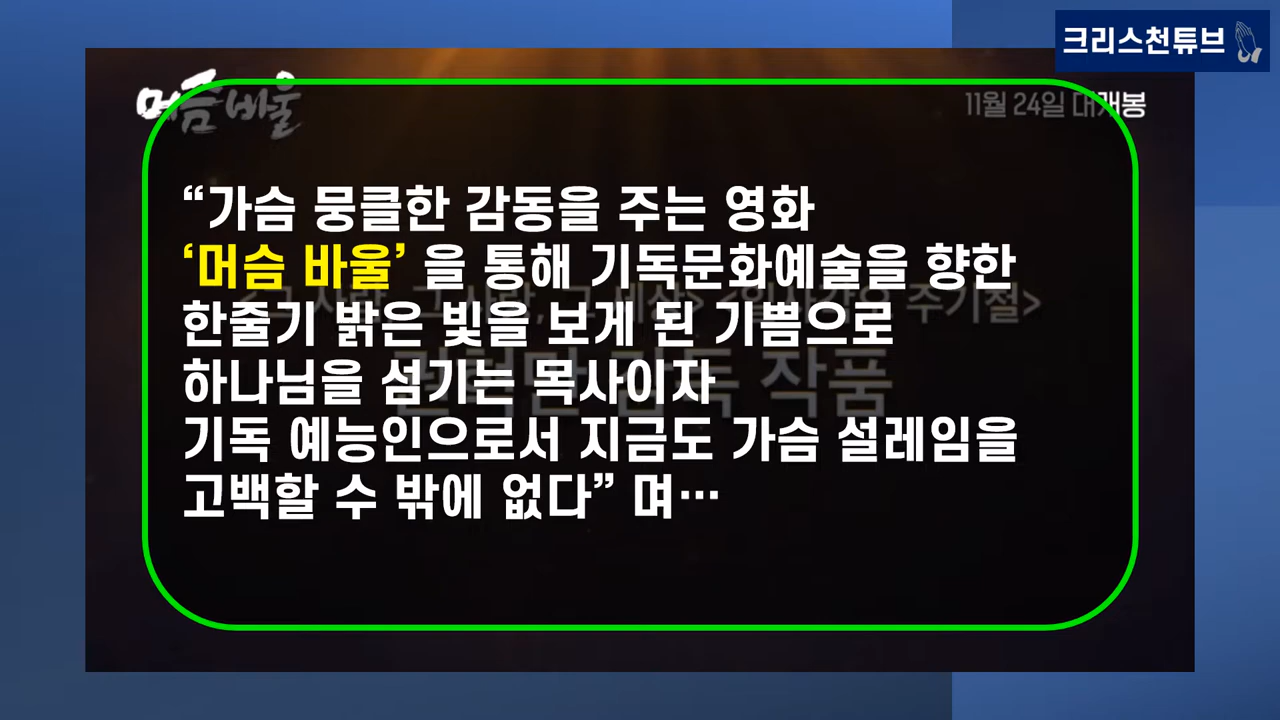 크리스천튜브
머슴 바울
11월 24일 대개봉
“가슴 뭉클한 감동을 주는 영화
‘머슴 바울’ 을 통해 기독문화예술을 향한
한줄기 밝은 빛을 보게 된 기쁨으로
하나님을 섬기는 목사이자
기독 예능인으로서 지금도 가슴 설레임을
고백할 수 밖에 없다” 며…
주기철>
작품